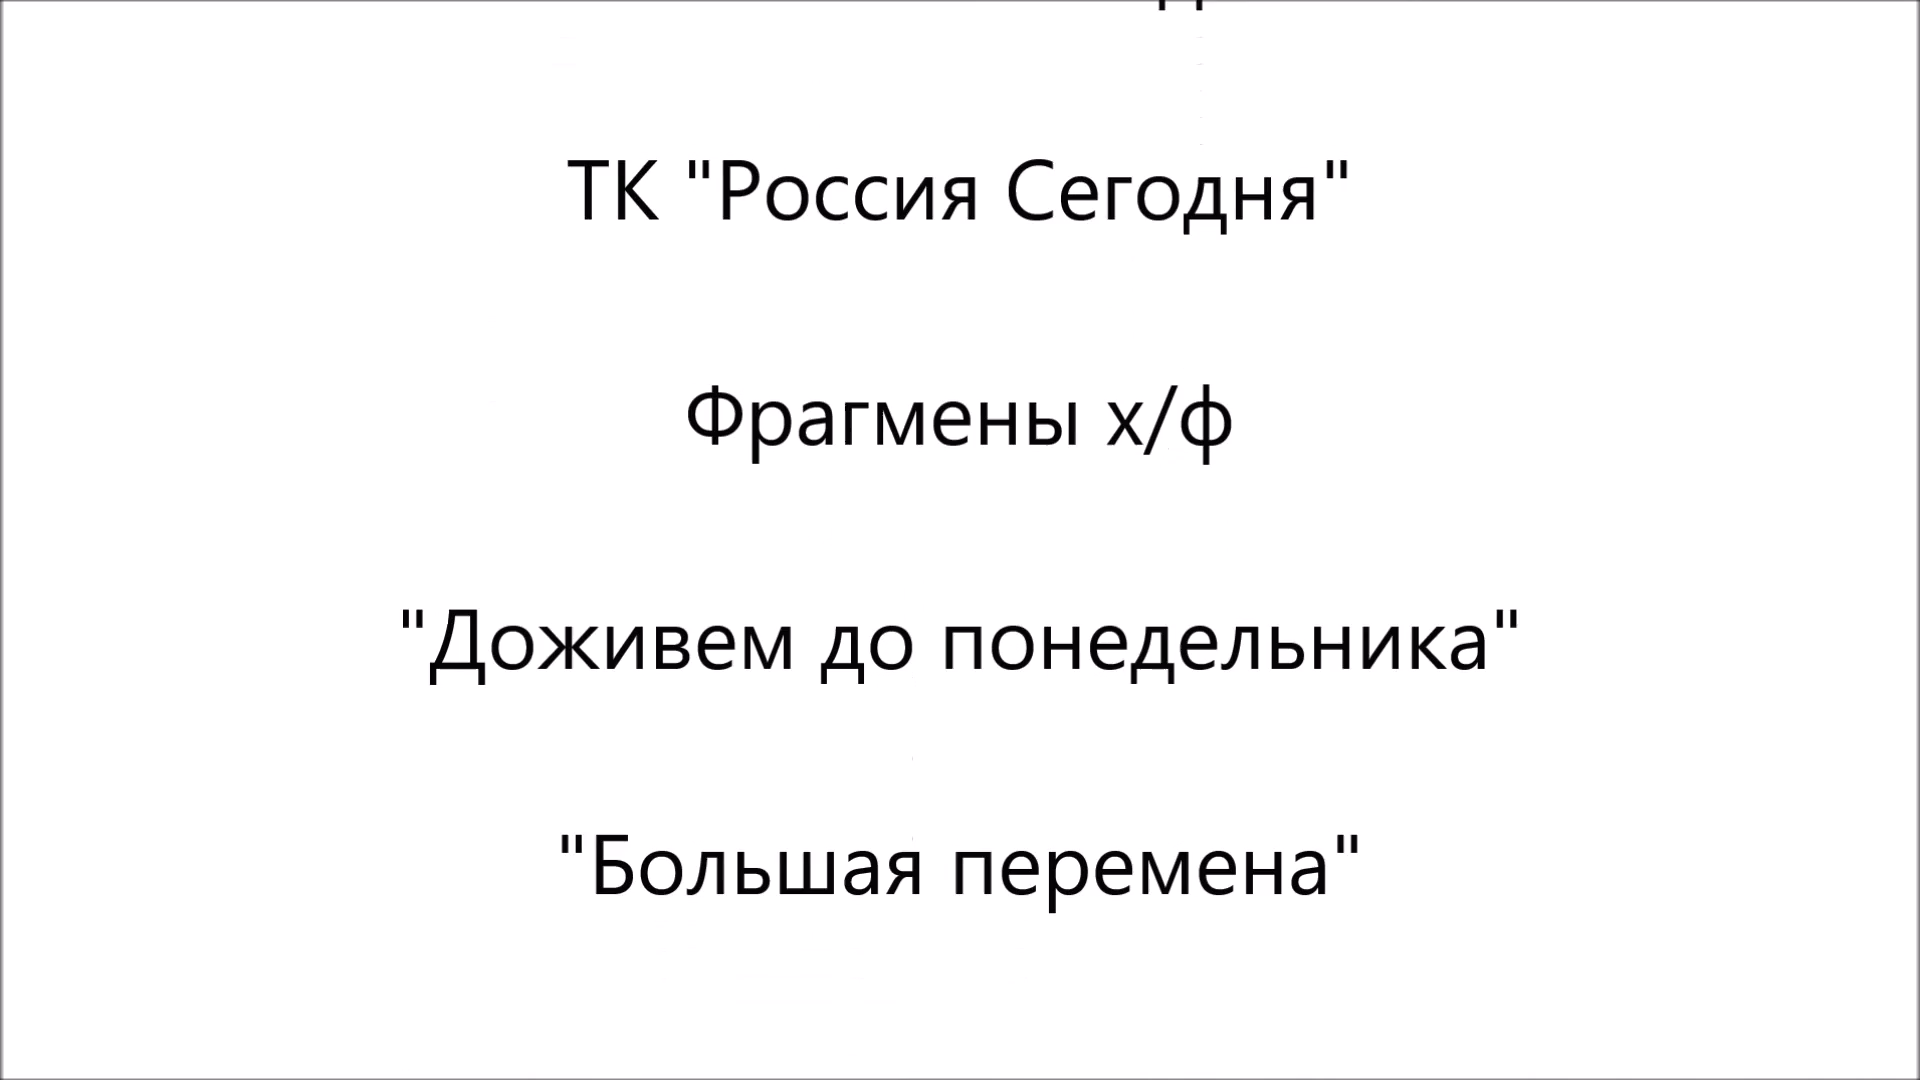 ТК "Россия Сегодня"
Фрагмены х/ф
"Доживем до понедельника"
"Большая перемена"